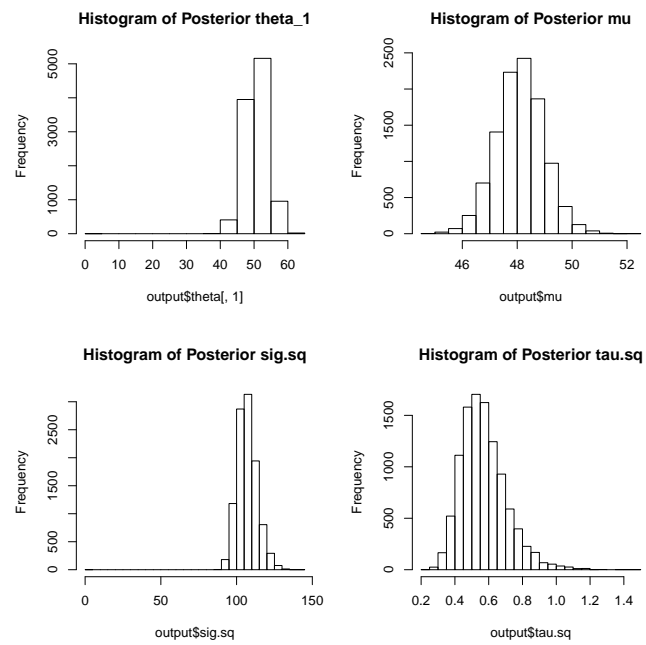 Histogram of Posterior theta_1
Frequency
0
1000
3000
5000
0 10 20 30 40 50 60
output$theta[, 1]
Histogram of Posterior mu
Frequency
0
500
1500
2500
46 48 50 52
output$mu
Histogram of Posterior sig.sq
Frequency
0
500
1500
2500
0 50 100 150
output$sig.sq
Histogram of Posterior tau.sq
Frequency
0
500
1000
1500
0.2 0.4 0.6 0.8 1.0 1.2 1.4
output$tau.sq